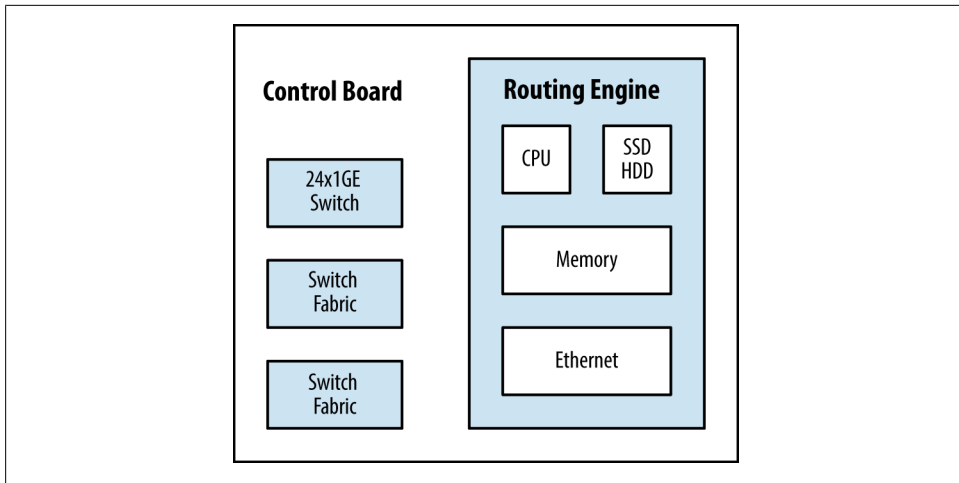 Control Board
24x1GE
Switch
Switch
Fabric
Switch
Fabric
Routing Engine
CPU
SSD
HDD
Memory
Ethernet